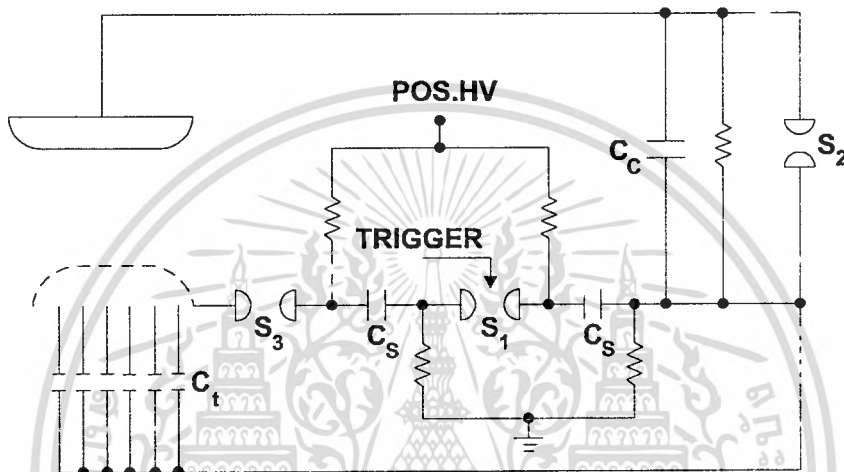 POS.HV
C_C
S_2
TRIGGER
S_3
C_S
S_1
C_S
C_t